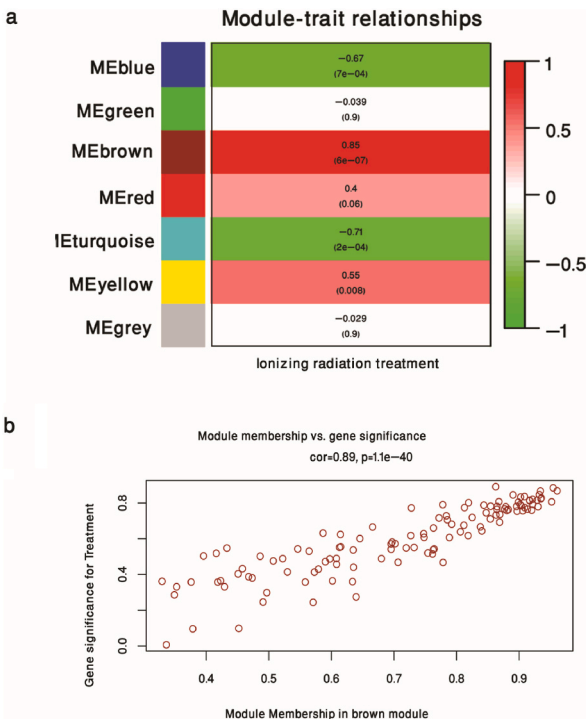 a
Module-trait relationships
MEblue
−0.67
(7e−04)
MEgreen
−0.039
(0.9)
MEbrown
0.85
(6e−07)
MEred
0.4
(0.06)
MEturquoise
−0.71
(2e−04)
MEyellow
0.55
(0.008)
MEgrey
−0.029
(0.9)
1
0.5
0
−0.5
−1
Ionizing radiation treatment
b
Module membership vs. gene significance
cor=0.89, p=1.1e−40
Gene significance for Treatment
0.8
0.4
0.0
0.4 0.5 0.6 0.7 0.8 0.9
Module Membership in brown module